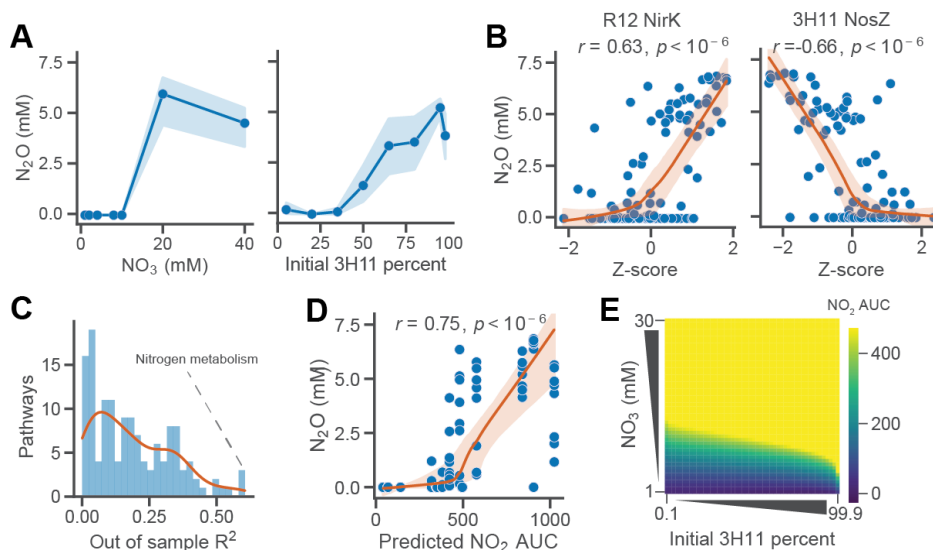 A
N₂O (mM)
7.5
5.0
2.5
0.0
0
20
40
NO₃ (mM)
0
25
50
75
100
Initial 3H11 percent
B
R12 NirK
r = 0.63, p < 10⁻⁶
N₂O (mM)
7.5
5.0
2.5
0.0
−2
0
2
Z-score
3H11 NosZ
r =-0.66, p < 10⁻⁶
−2
0
2
Z-score
C
Pathways
15
10
5
0
Nitrogen metabolism
0.00
0.25
0.50
Out of sample R²
D
r = 0.75, p < 10⁻⁶
N₂O (mM)
7.5
5.0
2.5
0.0
0
500
1000
Predicted NO₂ AUC
E
NO₂ AUC
30
NO₃ (mM)
1
0.1
99.9
Initial 3H11 percent
400
200
0